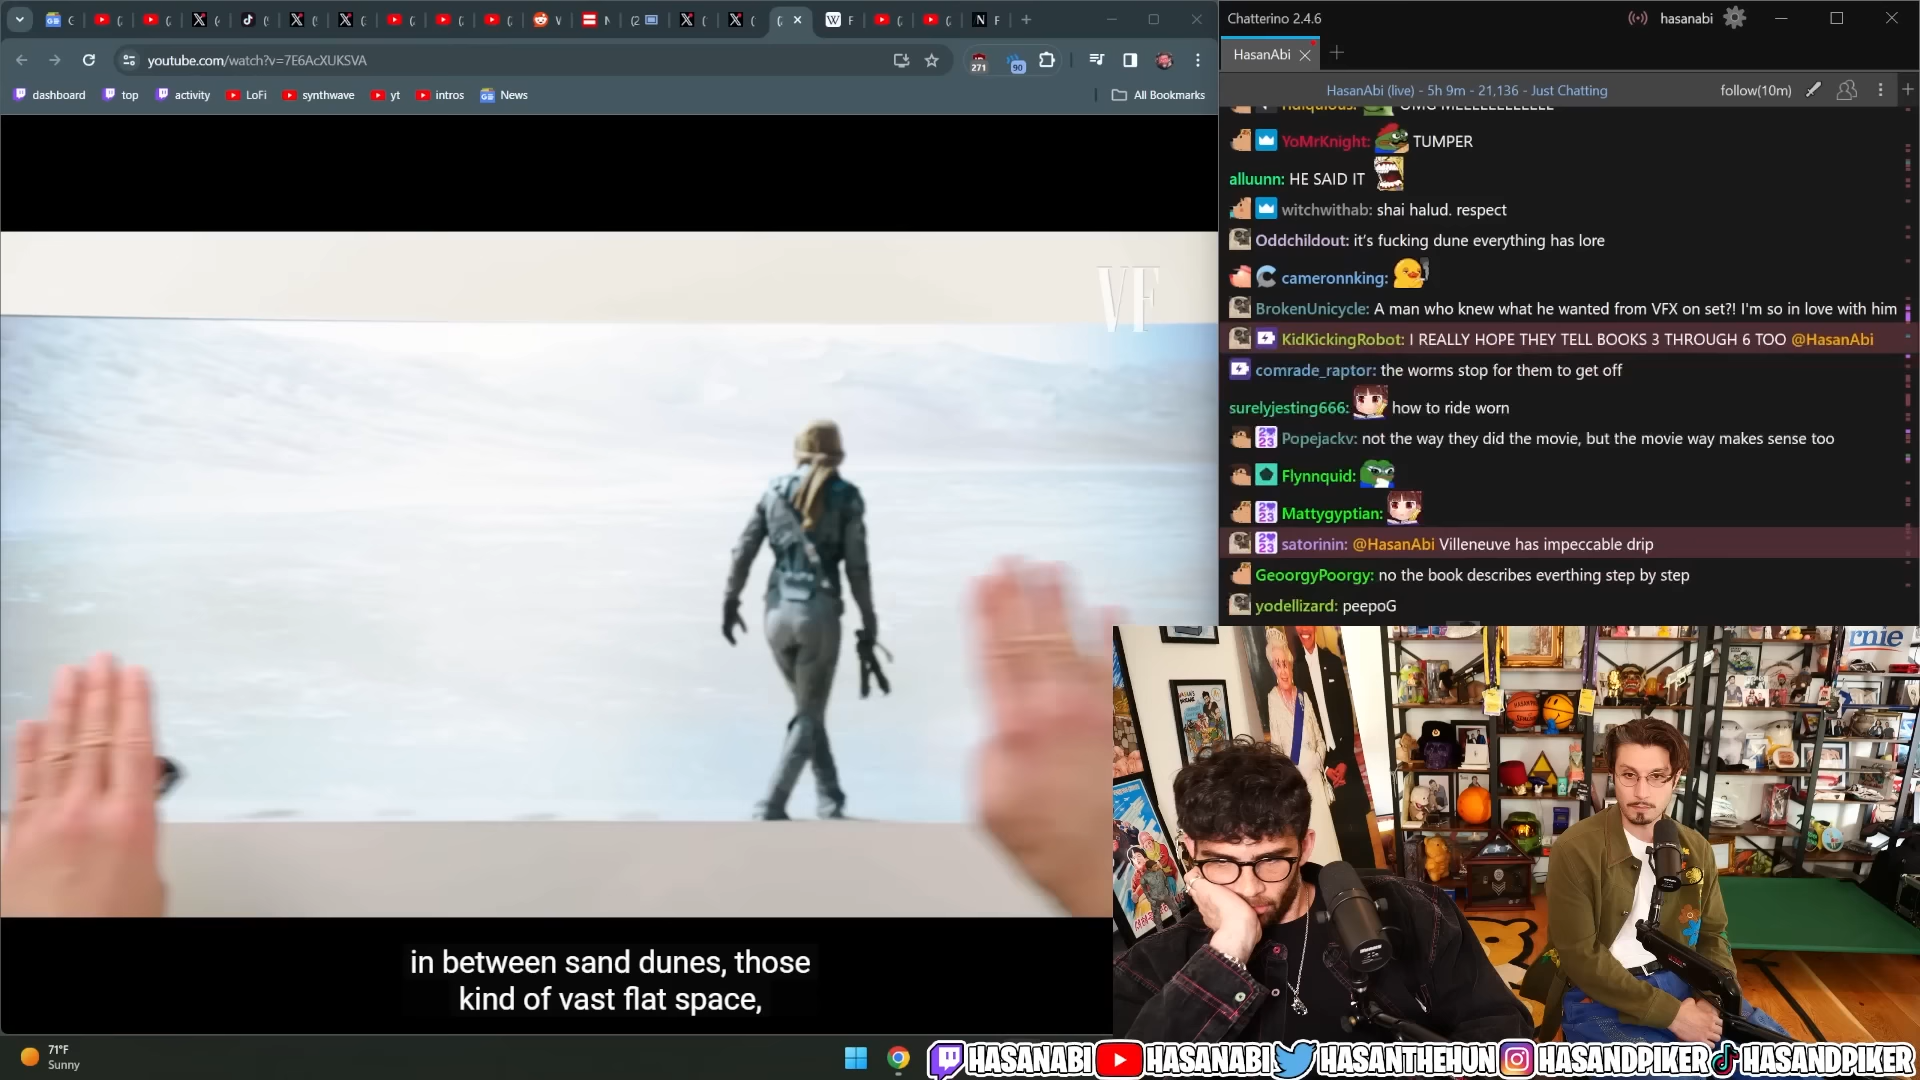 youtube.com/watch?v=7E6AcXUKSVA
271
90
dashboard
top
activity
LoFi
synthwave
yt
intros
News
All Bookmarks
VF
in between sand dunes, those
kind of vast flat space,
71°F
Sunny
Chatterino 2.4.6
hasanabi
HasanAbi
HasanAbi (live) - 5h 9m - 21,136 - Just Chatting
follow(10m)
YoMrKnight: TUMPER
alluunn: HE SAID IT
witchwithab: shai halud. respect
Oddchildout: it's fucking dune everything has lore
cameronnking:
BrokenUnicycle: A man who knew what he wanted from VFX on set?! I'm so in love with him
KidKickingRobot: I REALLY HOPE THEY TELL BOOKS 3 THROUGH 6 TOO @HasanAbi
comrade_raptor: the worms stop for them to get off
surelyjesting666: how to ride worn
Popejackv: not the way they did the movie, but the movie way makes sense too
Flynnquid:
Mattygyptian:
satorinin: @HasanAbi Villeneuve has impeccable drip
GeoorgyPoorgy: no the book describes everthing step by step
yodellizard: peepoG
rnie
HASANABI
HASANABI
HASANTHEHUN
HASANDPIKER
HASANDPIKER